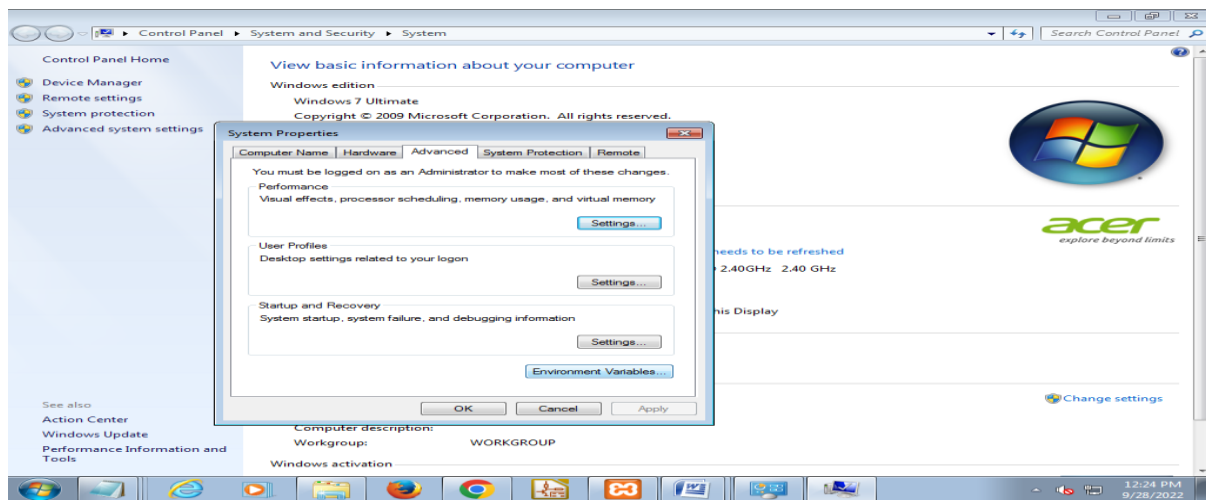 Control Panel ▸ System and Security ▸ System
Search Control Panel
Control Panel Home
Device Manager
Remote settings
System protection
Advanced system settings
View basic information about your computer
Windows edition
Windows 7 Ultimate
Copyright © 2009 Microsoft Corporation. All rights reserved.
System Properties
Computer Name Hardware Advanced System Protection Remote
You must be logged on as an Administrator to make most of these changes.
Performance
Visual effects, processor scheduling, memory usage, and virtual memory
Settings...
User Profiles
Desktop settings related to your logon
Settings...
Startup and Recovery
System startup, system failure, and debugging information
Settings...
Environment Variables...
OK Cancel Apply
acer
explore beyond limits
needs to be refreshed
2.40GHz 2.40 GHz
his Display
Change settings
Computer description:
Workgroup: WORKGROUP
Windows activation
See also
Action Center
Windows Update
Performance Information and
Tools
12:24 PM
9/28/2022